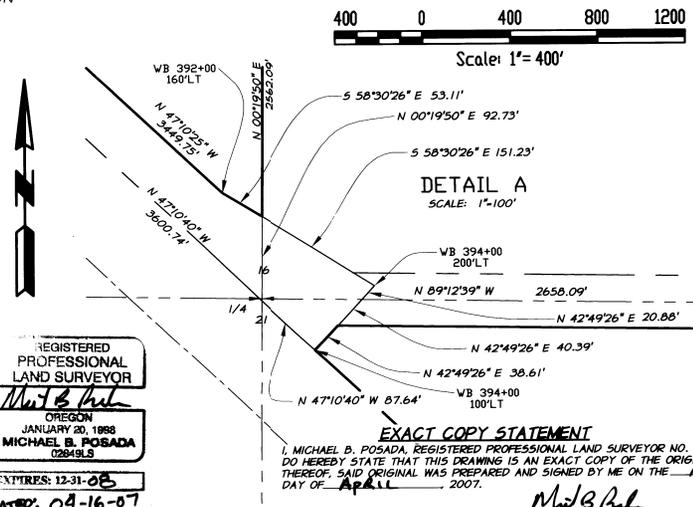 400 0 400 800 1200
Scale: 1"= 400'
WB 392+00
160'LT
N 00°19'50" E
2562.09'
S 58°30'26" E 53.11'
N 00°19'50" E 92.73'
S 58°30'26" E 151.23'
N 47°10'25" W
3449.75'
DETAIL A
SCALE: 1"-100'
N
N 47°10'40" W
3600.74'
WB 394+00
200'LT
16
N 89°12'39" W 2658.09'
1/4
21
N 42°49'26" E 20.88'
N 42°49'26" E 40.39'
N 42°49'26" E 38.61'
WB 394+00
100'LT
N 47°10'40" W 87.64'
REGISTERED
PROFESSIONAL
LAND SURVEYOR
OREGON
JANUARY 20, 1998
MICHAEL B. POSADA
02849LS
EXPIRES: 12-31-08
DATED: 04-16-07
EXACT COPY STATEMENT
I, MICHAEL B. POSADA, REGISTERED PROFESSIONAL LAND SURVEYOR NO.
DO HEREBY STATE THAT THIS DRAWING IS AN EXACT COPY OF THE ORIG
THEREOF, SAID ORIGINAL WAS PREPARED AND SIGNED BY ME ON THE
DAY OF APRIL, 2007.